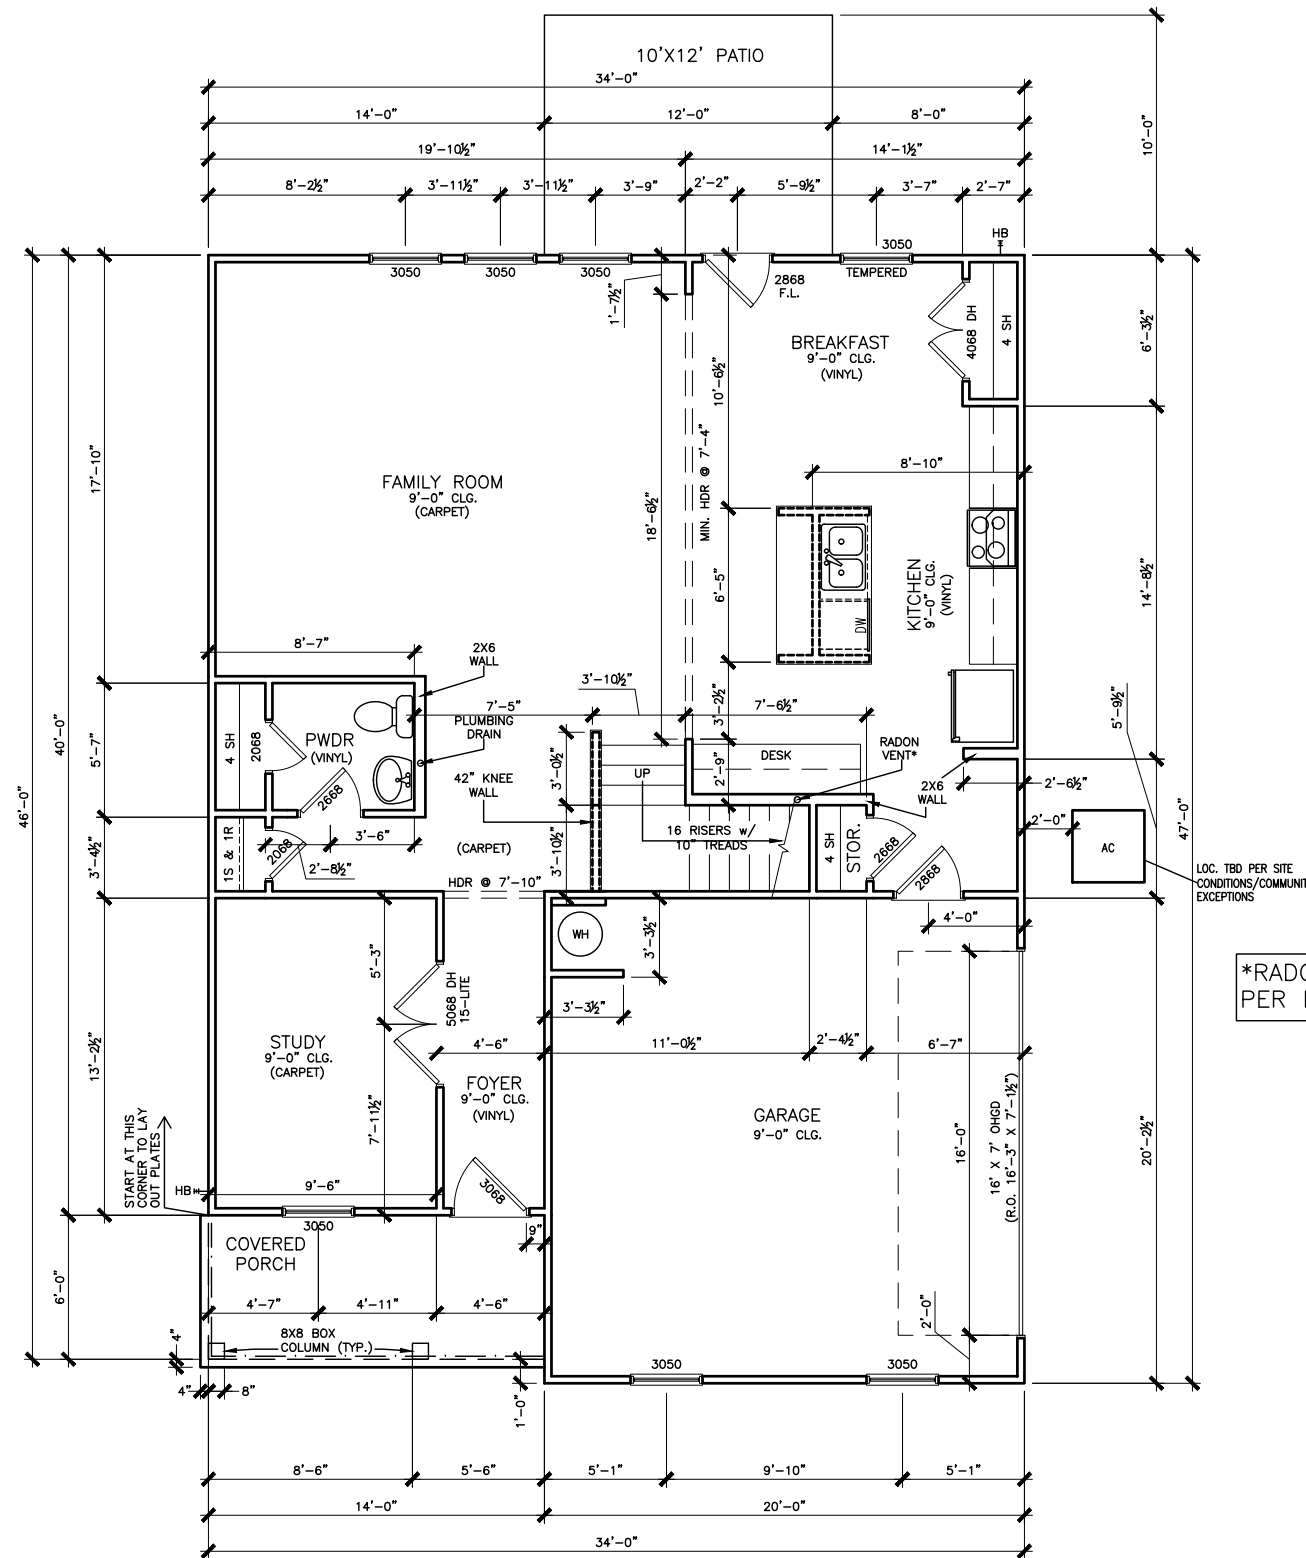 10'X12' PATIO
34'-0"
14'-0"
12'-0"
8'-0"
10'-0"
19'-10½"
14'-1½"
8'-2½"
3'-11½"
3'-11½"
3'-9"
2'-2"
5'-9½"
3'-7"
2'-7"
HB
3050
3050
3050
3050
TEMPERED
2868
F.L.
1'-7½"
BREAKFAST
9'-0" CLG.
(VINYL)
4068 DH
4 SH
6'-3½"
10'-6½"
17'-10"
FAMILY ROOM
9'-0" CLG.
(CARPET)
18'-6½"
MIN. HDR @ 7'-4"
8'-10"
6'-5"
DW
KITCHEN
9'-0" CLG.
(VINYL)
14'-8½"
46'-0"
40'-0"
47'-0"
8'-7"
2X6
WALL
3'-10½"
7'-5"
3'-2½"
7'-6½"
5'-9½"
PLUMBING
DRAIN
5'-7"
4 SH
2068
PWDR
(VINYL)
2668
42" KNEE
WALL
3'-0½"
UP
2'-9"
DESK
RADON
VENT*
2X6
WALL
2'-6½"
2'-0"
AC
LOC. TBD PER SITE
CONDITIONS/COMMUNIT
EXCEPTIONS
3'-4½"
1S & 1R
2068
3'-6"
2'-8½"
(CARPET)
3'-10½"
16 RISERS w/
10" TREADS
4 SH
STOR.
2668
2868
HDR @ 7'-10"
4'-0"
WH
3'-3½"
3'-3½"
5'-3"
5068 DH
15-LITE
*RADO
PER
13'-2½"
STUDY
9'-0" CLG.
(CARPET)
4'-6"
11'-0½"
2'-4½"
6'-7"
FOYER
9'-0" CLG.
(VINYL)
GARAGE
9'-0" CLG.
7'-11½"
16'-0"
16' X 7' OHGD
(R.O. 16'-3" X 7'-1½")
20'-2½"
START AT THIS
CORNER TO LAY
OUT PLATES
HB
9'-6"
3068
3050
9"
COVERED
PORCH
6'-0"
4'-7"
4'-11"
4'-6"
2'-0"
8X8 BOX
COLUMN (TYP.)
4"
4"
8"
1'-0"
3050
3050
8'-6"
5'-6"
5'-1"
9'-10"
5'-1"
14'-0"
20'-0"
34'-0"